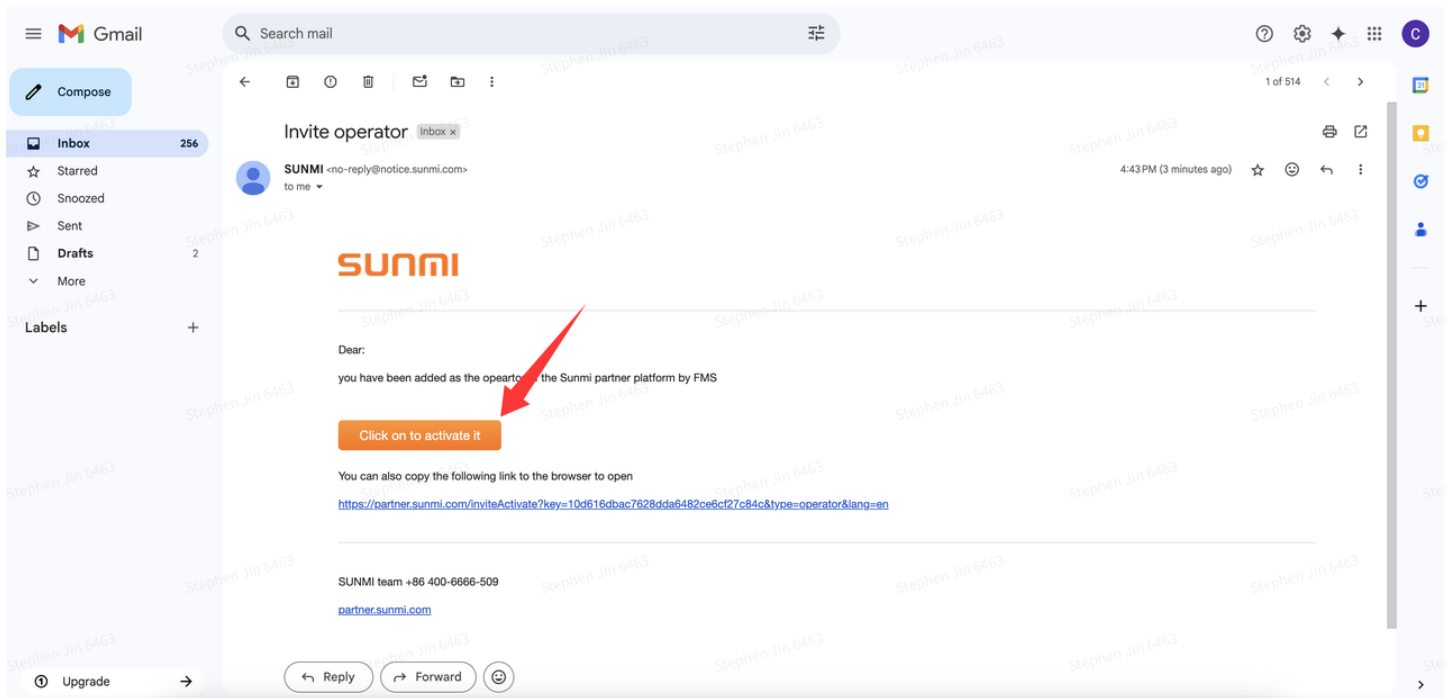 Gmail
Search mail
C
Compose
1 of 514
Inbox 256
Starred
Snoozed
Sent
Drafts 2
More
Labels
Invite operator Inbox ×
SUNMI <no-reply@notice.sunmi.com>
to me
4:43 PM (3 minutes ago)
31
sunmi
Dear:
you have been added as the opearto the Sunmi partner platform by FMS
Click on to activate it
You can also copy the following link to the browser to open
https://partner.sunmi.com/inviteActivate?key=10d616dbac7628dda6482ce6cf27c84c&type=operator&lang=en
SUNMI team +86 400-6666-509
partner.sunmi.com
Reply
Forward
Upgrade
Stephen Jin 6463